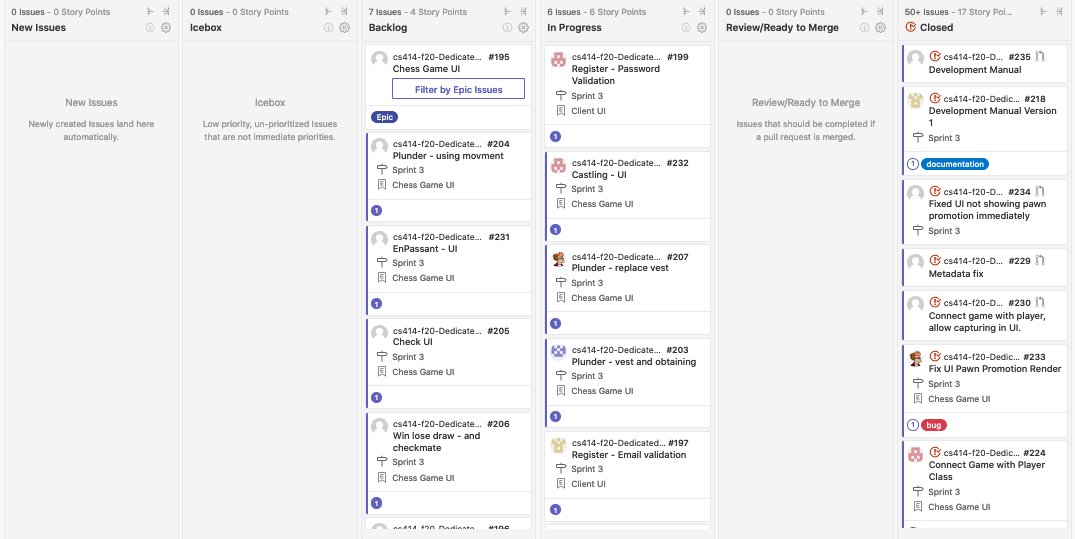 0 Issues - 0 Story Points
New Issues
New Issues
Newly created Issues land here
automatically.
0 Issues - 0 Story Points
Icebox
Icebox
Low priority, un-prioritized Issues
that are not immediate priorities.
7 Issues - 4 Story Points
Backlog
cs414-f20-Dedicate... #195
Chess Game UI
Filter by Epic Issues
Epic
cs414-f20-Dedicate... #204
Plunder - using movment
Sprint 3
Chess Game UI
1
cs414-f20-Dedicate... #231
EnPassant - UI
Sprint 3
Chess Game UI
1
cs414-f20-Dedicate... #205
Check UI
Sprint 3
Chess Game UI
1
cs414-f20-Dedicate... #206
Win lose draw - and
checkmate
Sprint 3
Chess Game UI
1
cs414-f20-Dedicate... #196
6 Issues - 6 Story Points
In Progress
cs414-f20-Dedicate... #199
Register - Password
Validation
Sprint 3
Client UI
1
cs414-f20-Dedicate... #232
Castling - UI
Sprint 3
Chess Game UI
1
cs414-f20-Dedicate... #207
Plunder - replace vest
Sprint 3
Chess Game UI
1
cs414-f20-Dedicate... #203
Plunder - vest and obtaining
Sprint 3
Chess Game UI
1
cs414-f20-Dedicated... #197
Register - Email validation
Sprint 3
Client UI
1
0 Issues - 0 Story Points
Review/Ready to Merge
Review/Ready to Merge
Issues that should be completed if
a pull request is merged.
50+ Issues - 17 Story Poi...
Closed
cs414-f20-D... #235
Development Manual
cs414-f20-Dedic... #218
Development Manual Version
1
Sprint 3
1 documentation
cs414-f20-D... #234
Fixed UI not showing pawn
promotion immediately
Sprint 3
cs414-f20-D... #229
Metadata fix
cs414-f20-D... #230
Connect game with player,
allow capturing in UI.
cs414-f20-Dedic... #233
Fix UI Pawn Promotion Render
Sprint 3
Chess Game UI
1 bug
cs414-f20-Dedic... #224
Connect Game with Player
Class
Sprint 3
Chess Game UI